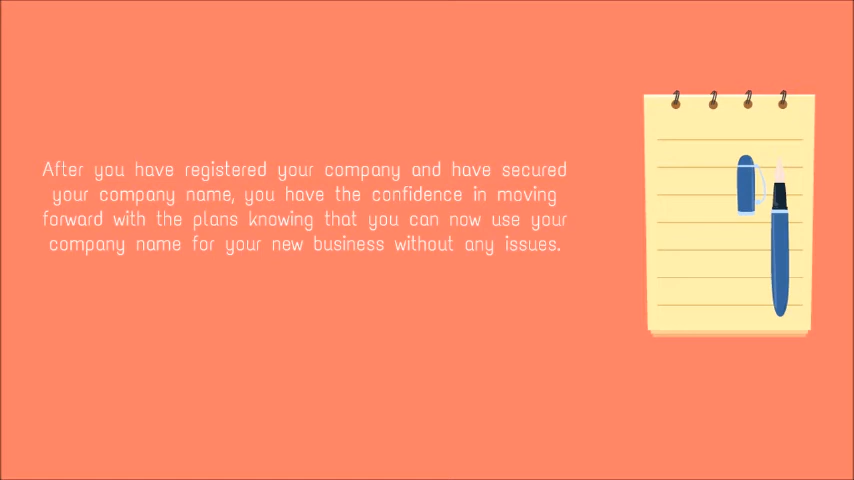 After you have registered your company and have secured
your company name, you have the confidence in moving
forward with the plans knowing that you can now use your
company name for your new business without any issues.